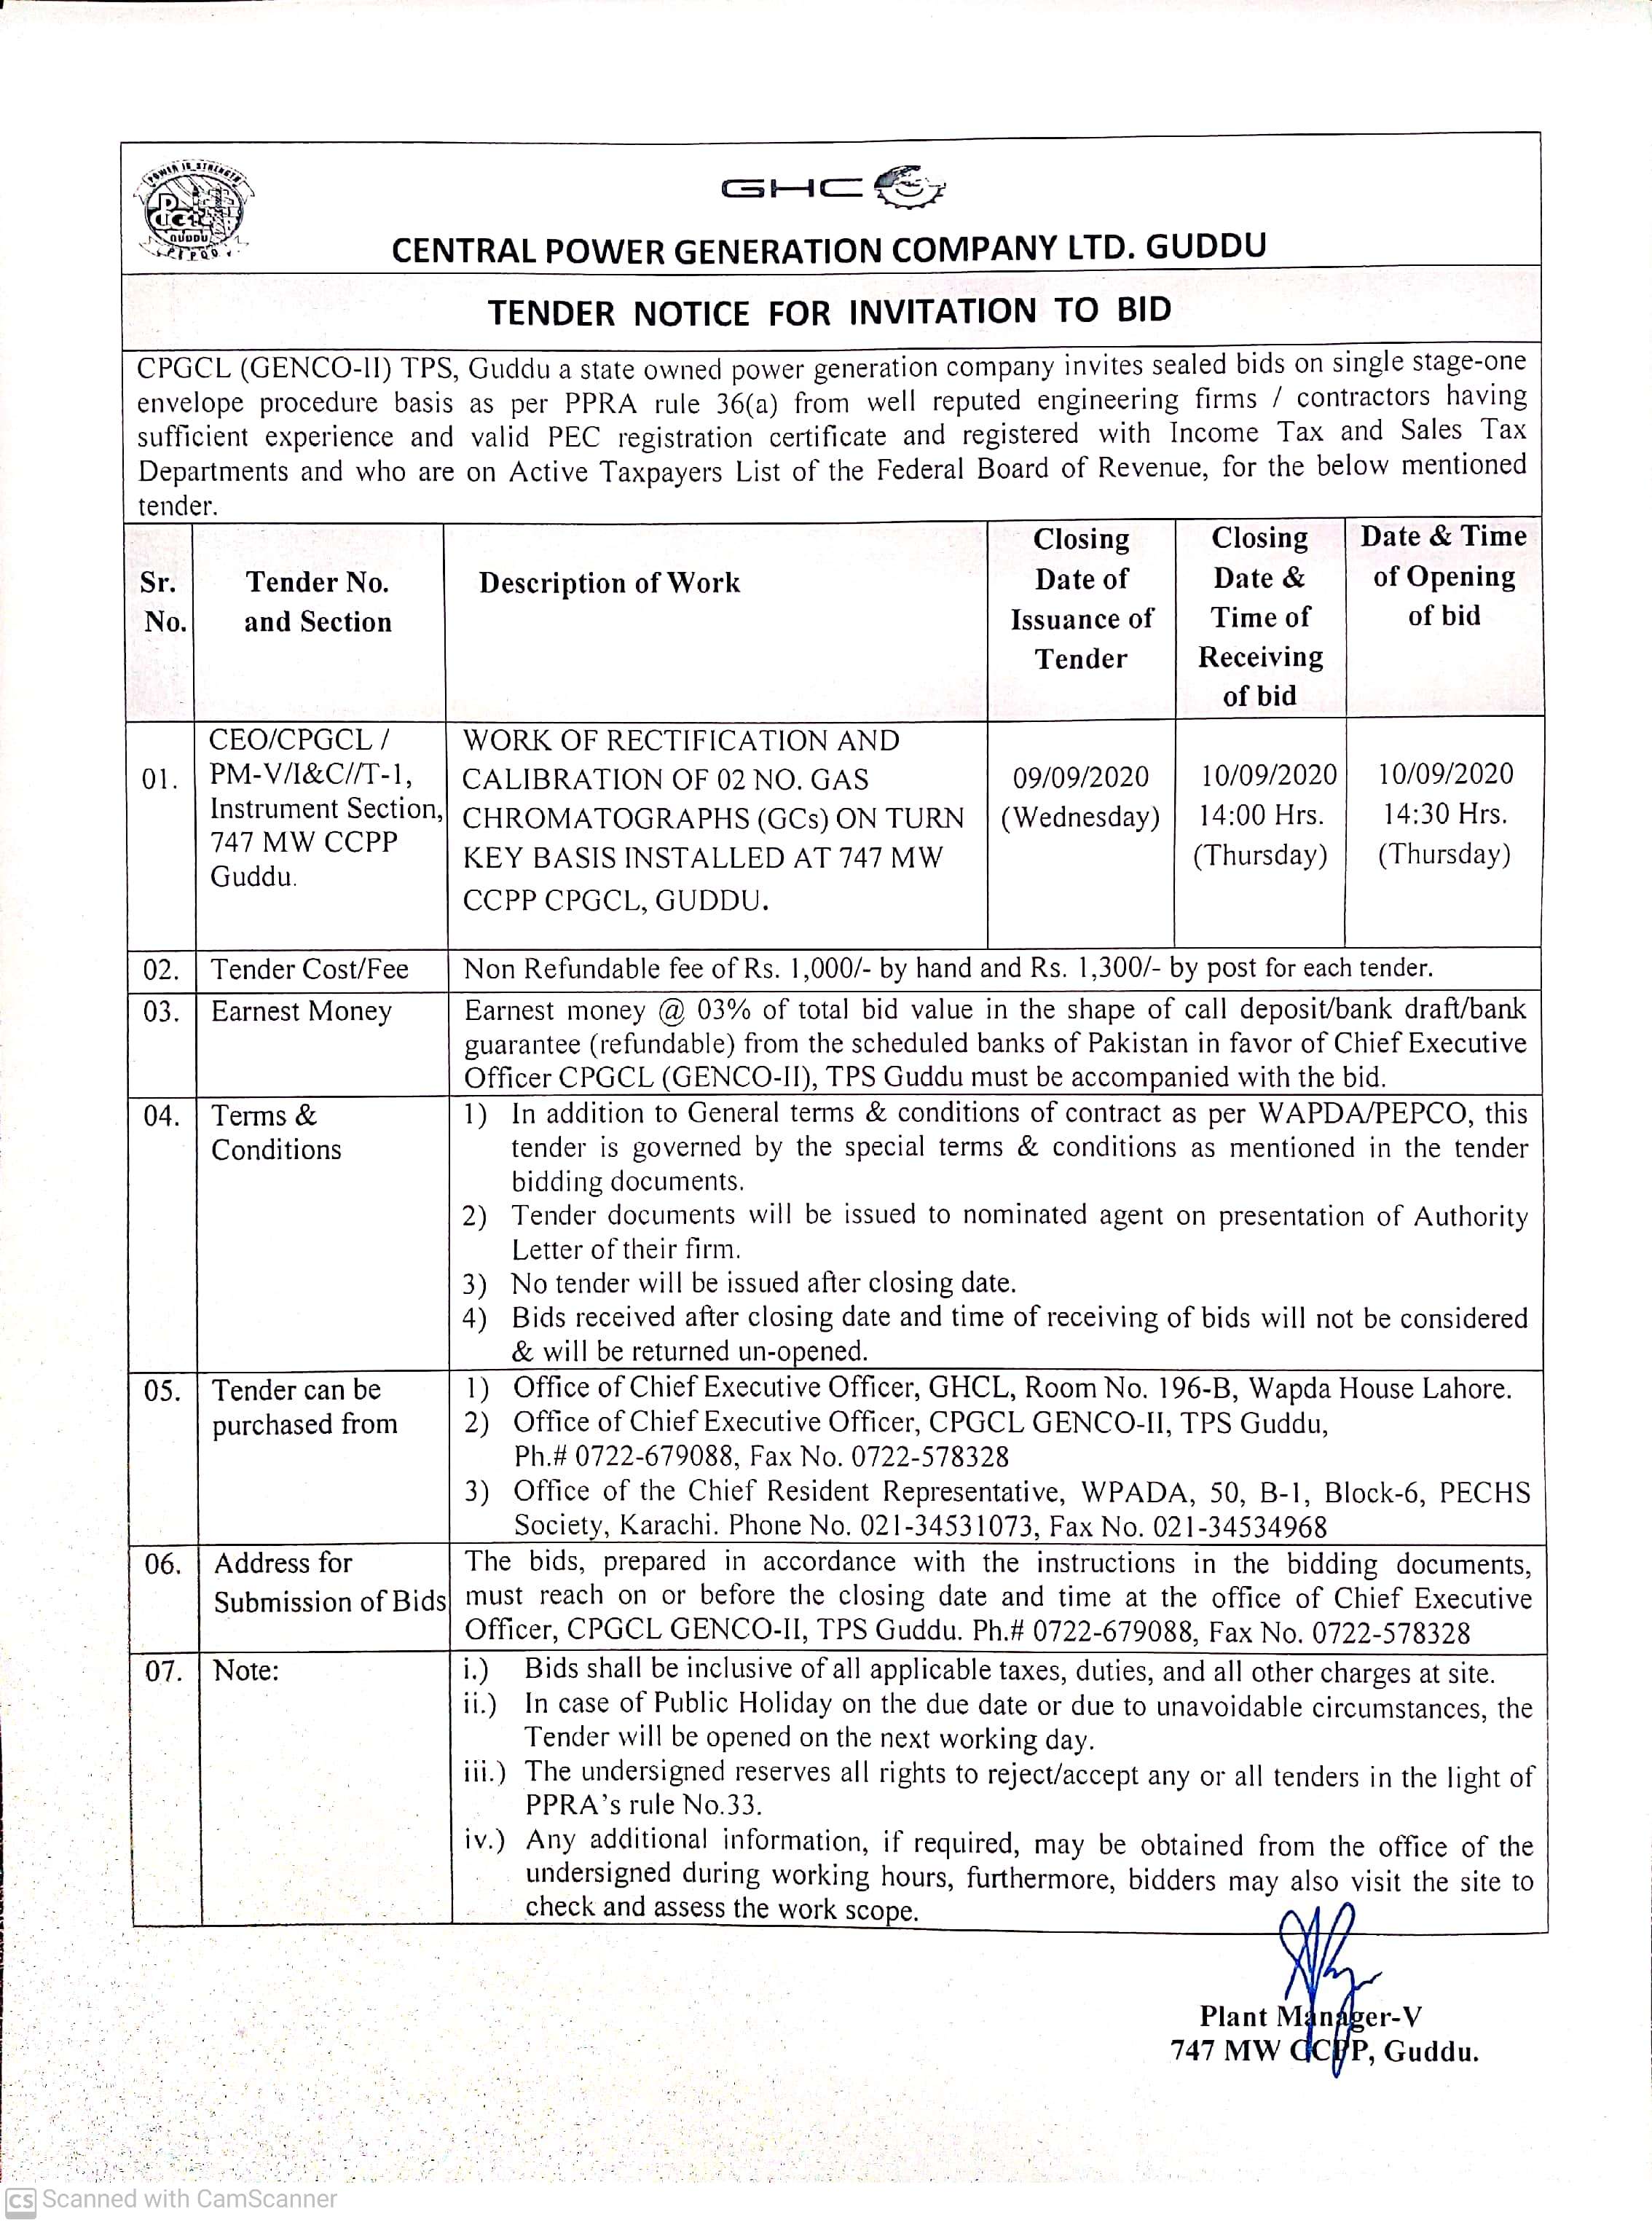 POWER IS STRENGTH
GUDDU
GHC
CENTRAL POWER GENERATION COMPANY LTD. GUDDU
TENDER NOTICE FOR INVITATION TO BID
CPGCL (GENCO-II) TPS, Guddu a state owned power generation company invites sealed bids on single stage-one
envelope procedure basis as per PPRA rule 36(a) from well reputed engineering firms / contractors having
sufficient experience and valid PEC registration certificate and registered with Income Tax and Sales Tax
Departments and who are on Active Taxpayers List of the Federal Board of Revenue, for the below mentioned
tender.
Sr.
No.
Tender No.
and Section
Description of Work
Closing
Date of
Issuance of
Tender
Closing
Date &
Time of
Receiving
of bid
Date & Time
of Opening
of bid
01.
CEO/CPGCL /
PM-V/I&C//T-1,
Instrument Section,
747 MW CCPP
Guddu.
WORK OF RECTIFICATION AND
CALIBRATION OF 02 NO. GAS
CHROMATOGRAPHS (GCs) ON TURN
KEY BASIS INSTALLED AT 747 MW
CCPP CPGCL, GUDDU.
09/09/2020
(Wednesday)
10/09/2020
14:00 Hrs.
(Thursday)
10/09/2020
14:30 Hrs.
(Thursday)
02.
Tender Cost/Fee
Non Refundable fee of Rs. 1,000/- by hand and Rs. 1,300/- by post for each tender.
03.
Earnest Money
Earnest money @ 03% of total bid value in the shape of call deposit/bank draft/bank
guarantee (refundable) from the scheduled banks of Pakistan in favor of Chief Executive
Officer CPGCL (GENCO-II), TPS Guddu must be accompanied with the bid.
04.
Terms &
Conditions
1) In addition to General terms & conditions of contract as per WAPDA/PEPCO, this
tender is governed by the special terms & conditions as mentioned in the tender
bidding documents.
2) Tender documents will be issued to nominated agent on presentation of Authority
Letter of their firm.
3) No tender will be issued after closing date.
4) Bids received after closing date and time of receiving of bids will not be considered
& will be returned un-opened.
05.
Tender can be
purchased from
1) Office of Chief Executive Officer, GHCL, Room No. 196-B, Wapda House Lahore.
2) Office of Chief Executive Officer, CPGCL GENCO-II, TPS Guddu,
Ph.# 0722-679088, Fax No. 0722-578328
3) Office of the Chief Resident Representative, WPADA, 50, B-1, Block-6, PECHS
Society, Karachi. Phone No. 021-34531073, Fax No. 021-34534968
06.
Address for
Submission of Bids
The bids, prepared in accordance with the instructions in the bidding documents,
must reach on or before the closing date and time at the office of Chief Executive
Officer, CPGCL GENCO-II, TPS Guddu. Ph.# 0722-679088, Fax No. 0722-578328
07.
Note:
i.) Bids shall be inclusive of all applicable taxes, duties, and all other charges at site.
ii.) In case of Public Holiday on the due date or due to unavoidable circumstances, the
Tender will be opened on the next working day.
iii.) The undersigned reserves all rights to reject/accept any or all tenders in the light of
PPRA's rule No.33.
iv.) Any additional information, if required, may be obtained from the office of the
undersigned during working hours, furthermore, bidders may also visit the site to
check and assess the work scope.
Plant Manager-V
747 MW CCPP, Guddu.
CS Scanned with CamScanner